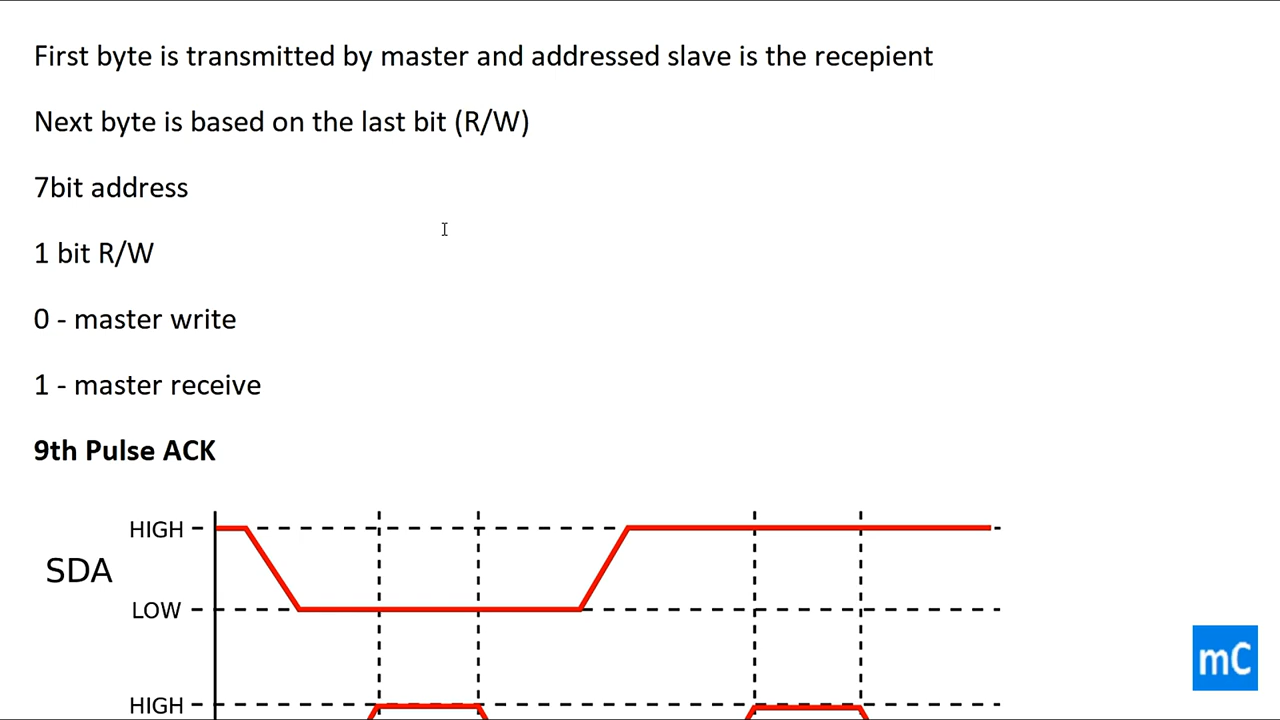 First byte is transmitted by master and addressed slave is the recepient
Next byte is based on the last bit (R/W)
7bit address
1 bit R/W
0 - master write
1 - master receive
9th Pulse ACK
HIGH
SDA
LOW
HIGH
mC